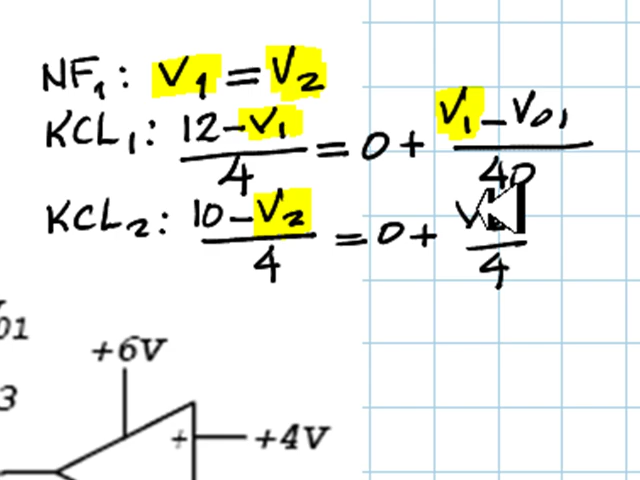 NF₁: V₁ = V₂
KCL₁: (12 - V₁)/4 = 0 + (V₁ - V₀₁)/40
KCL₂: (10 - V₂)/4 = 0 + V/4
01
+6V
3
+ +4V